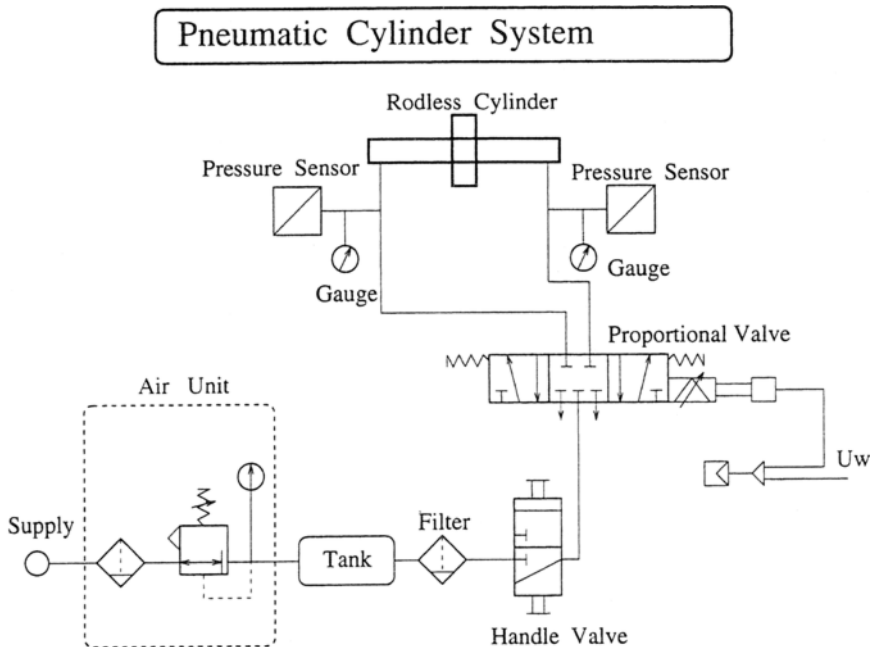 Pneumatic Cylinder System
Rodless Cylinder
Pressure Sensor
Pressure Sensor
Gauge
Gauge
Proportional Valve
Air Unit
Uw
Supply
Filter
Tank
Handle Valve